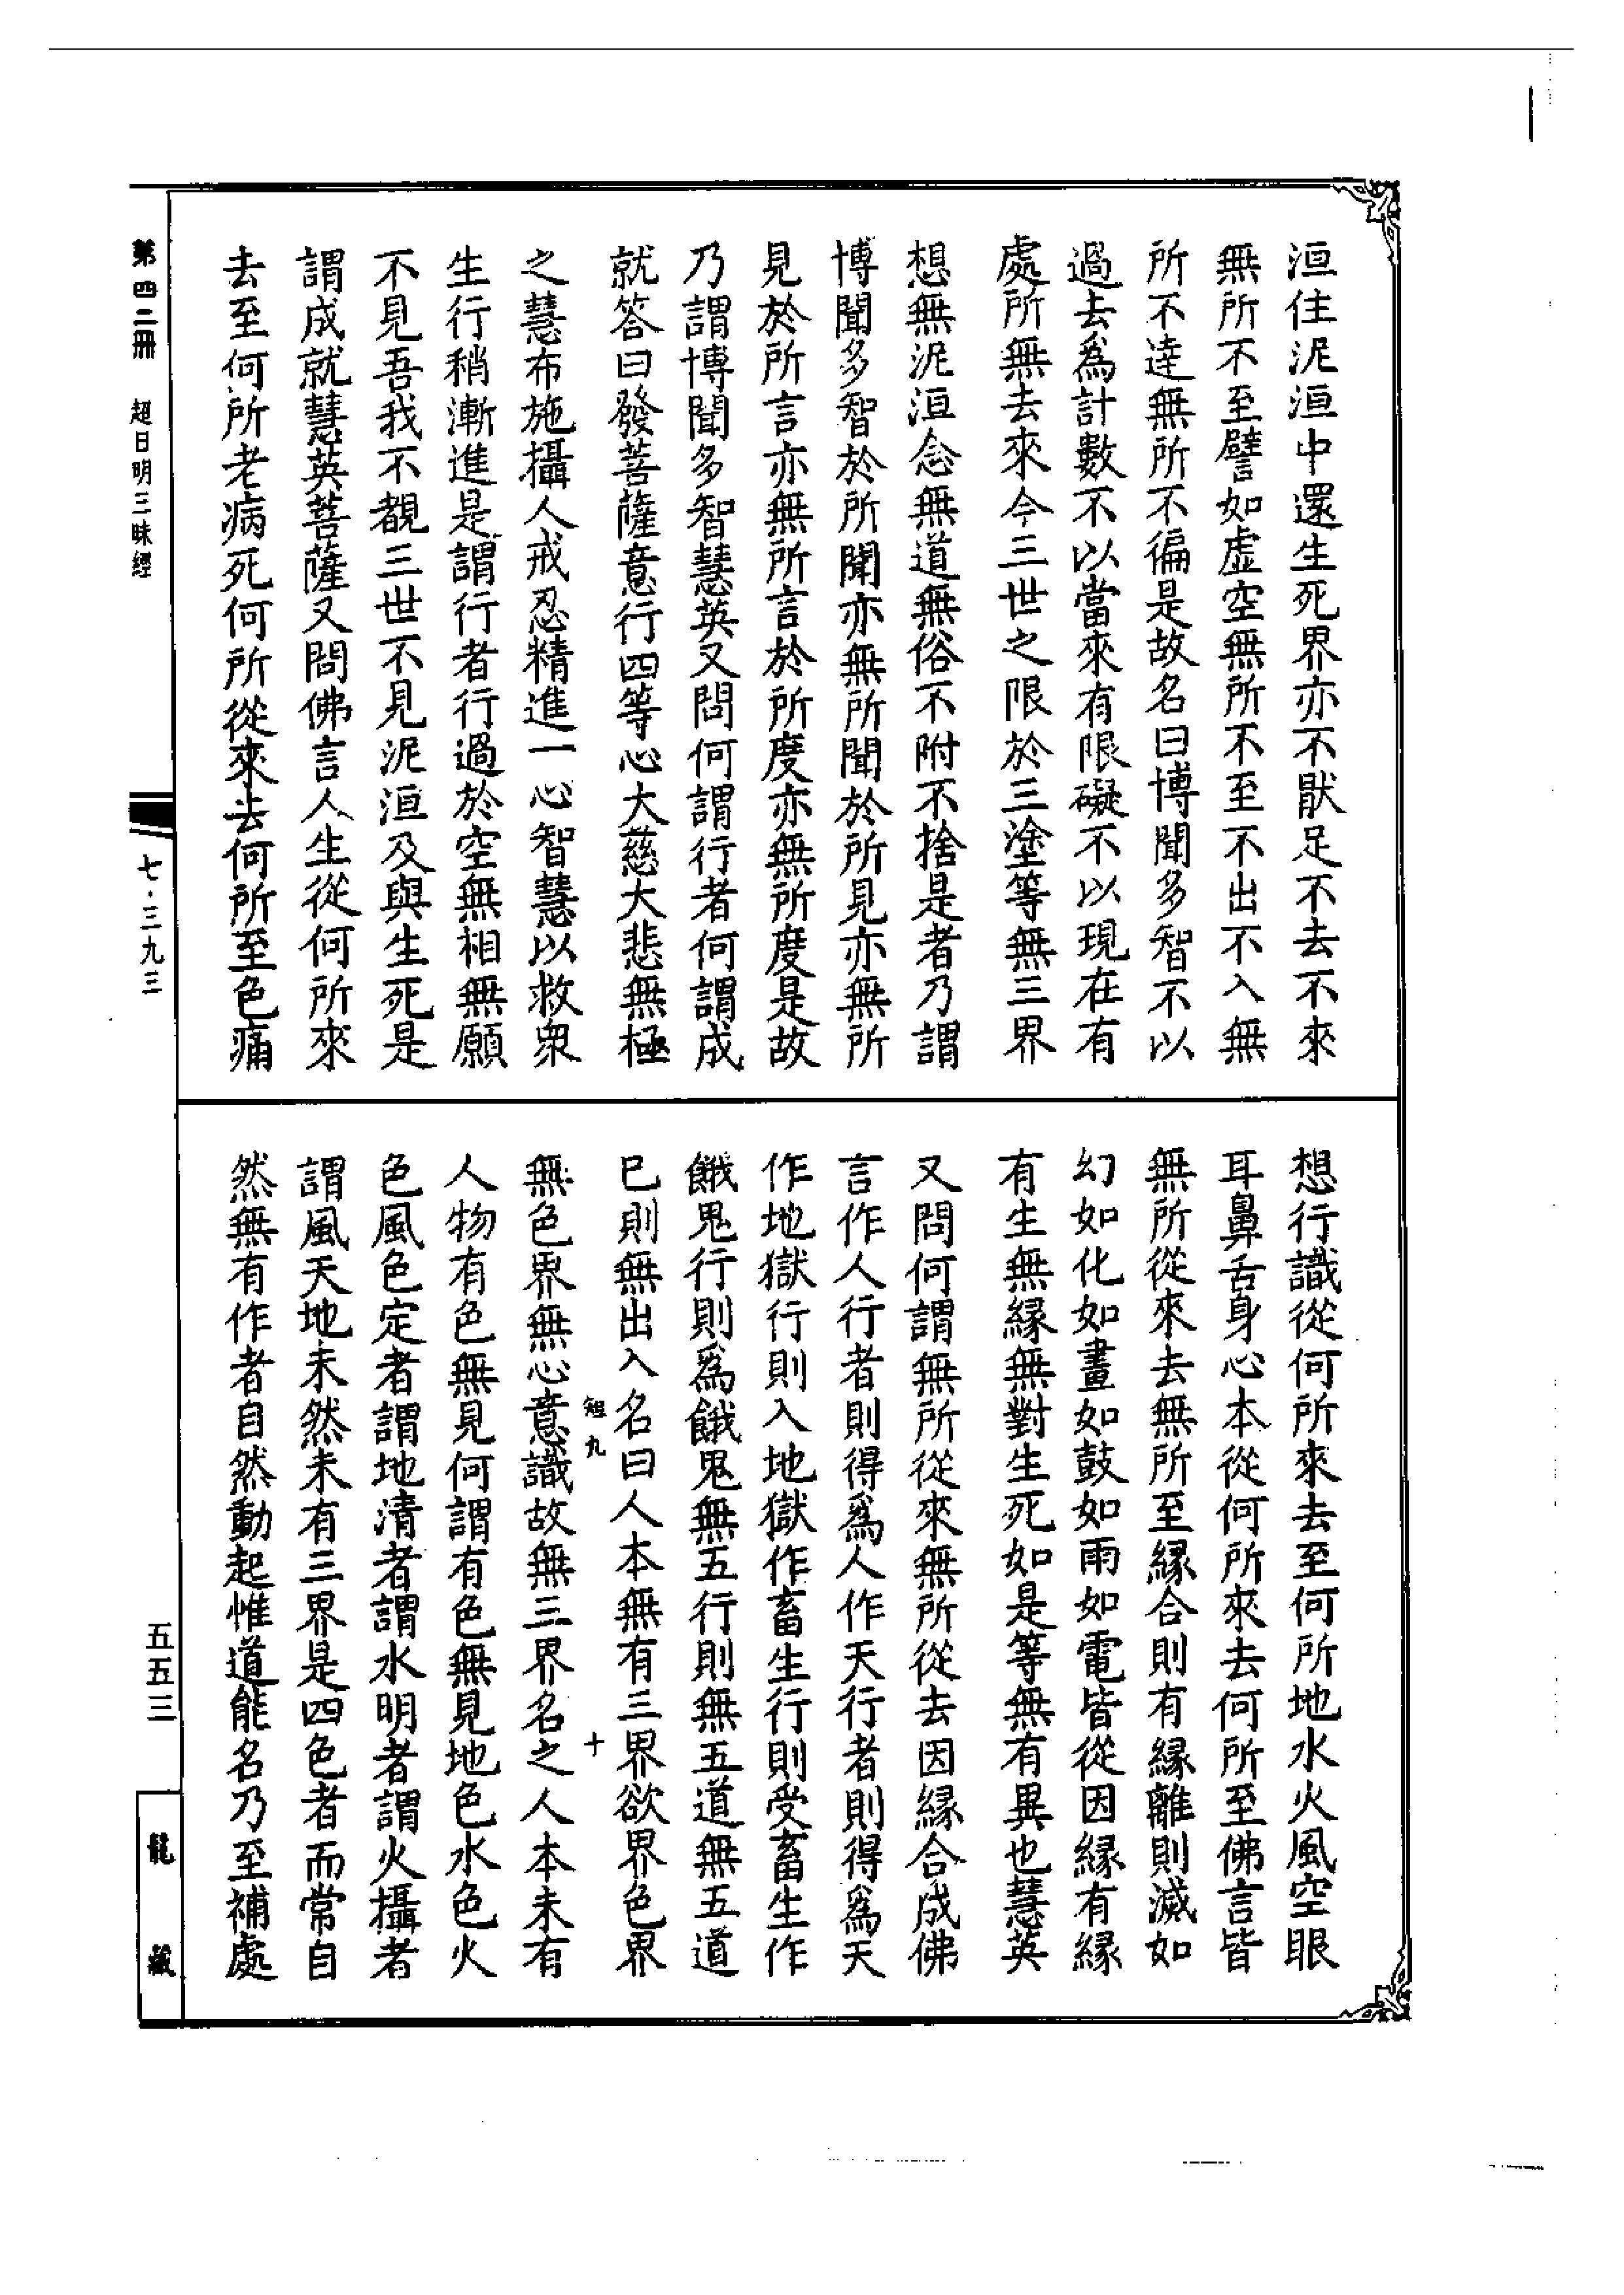 洹住泥洹中還生死界亦不猒足不去不來
無所不至譬如虛空無所不至不出不入無
所不達無所不徧是故名曰博聞多智不以
過去爲計數不以當來有限礙不以現在有
處所無去來今三世之限於三塗等無三界
想無泥洹念無道無俗不附不捨是者乃謂
博聞多智於所聞亦無所聞於所見亦無所
見於所言亦無所言於所度亦無所度是故
乃謂博聞多智慧英又問何謂行者何謂成
就答曰發菩薩意行四等心大慈大悲無極
之慧布施攝人戒忍精進一心智慧以救衆
生行稍漸進是謂行者行過於空無相無願
不見吾我不覩三世不見泥洹及與生死是
謂成就慧英菩薩又問佛言人生從何所來
去至何所老病死何所從來去何所至色痛
想行識從何所來去至何所地水火風空眼
耳鼻舌身心本從何所來去何所至佛言皆
無所從來去無所至緣合則有緣離則滅如
幻如化如畫如鼓如雨如電皆從因緣有緣
有生無緣無對生死如是等無有異也慧英
又問何謂無所從來無所從去因緣合成佛
言作人行者則得爲人作天行者則得爲天
作地獄行則入地獄作畜生行則受畜生作
餓鬼行則爲餓鬼無五行則無五道無五道
已則無出入名曰人本無有三界欲界色界
短九
十
無色界無心意識故無三界名之人本未有
人物有色無見何謂有色無見地色水色火
色風色定者謂地清者謂水明者謂火攝者
謂風天地未然未有三界是四色者而常自
然無有作者自然動起惟道能名乃至補處
第四二冊 超日明三昧經
七·三九三
五五三
龍藏